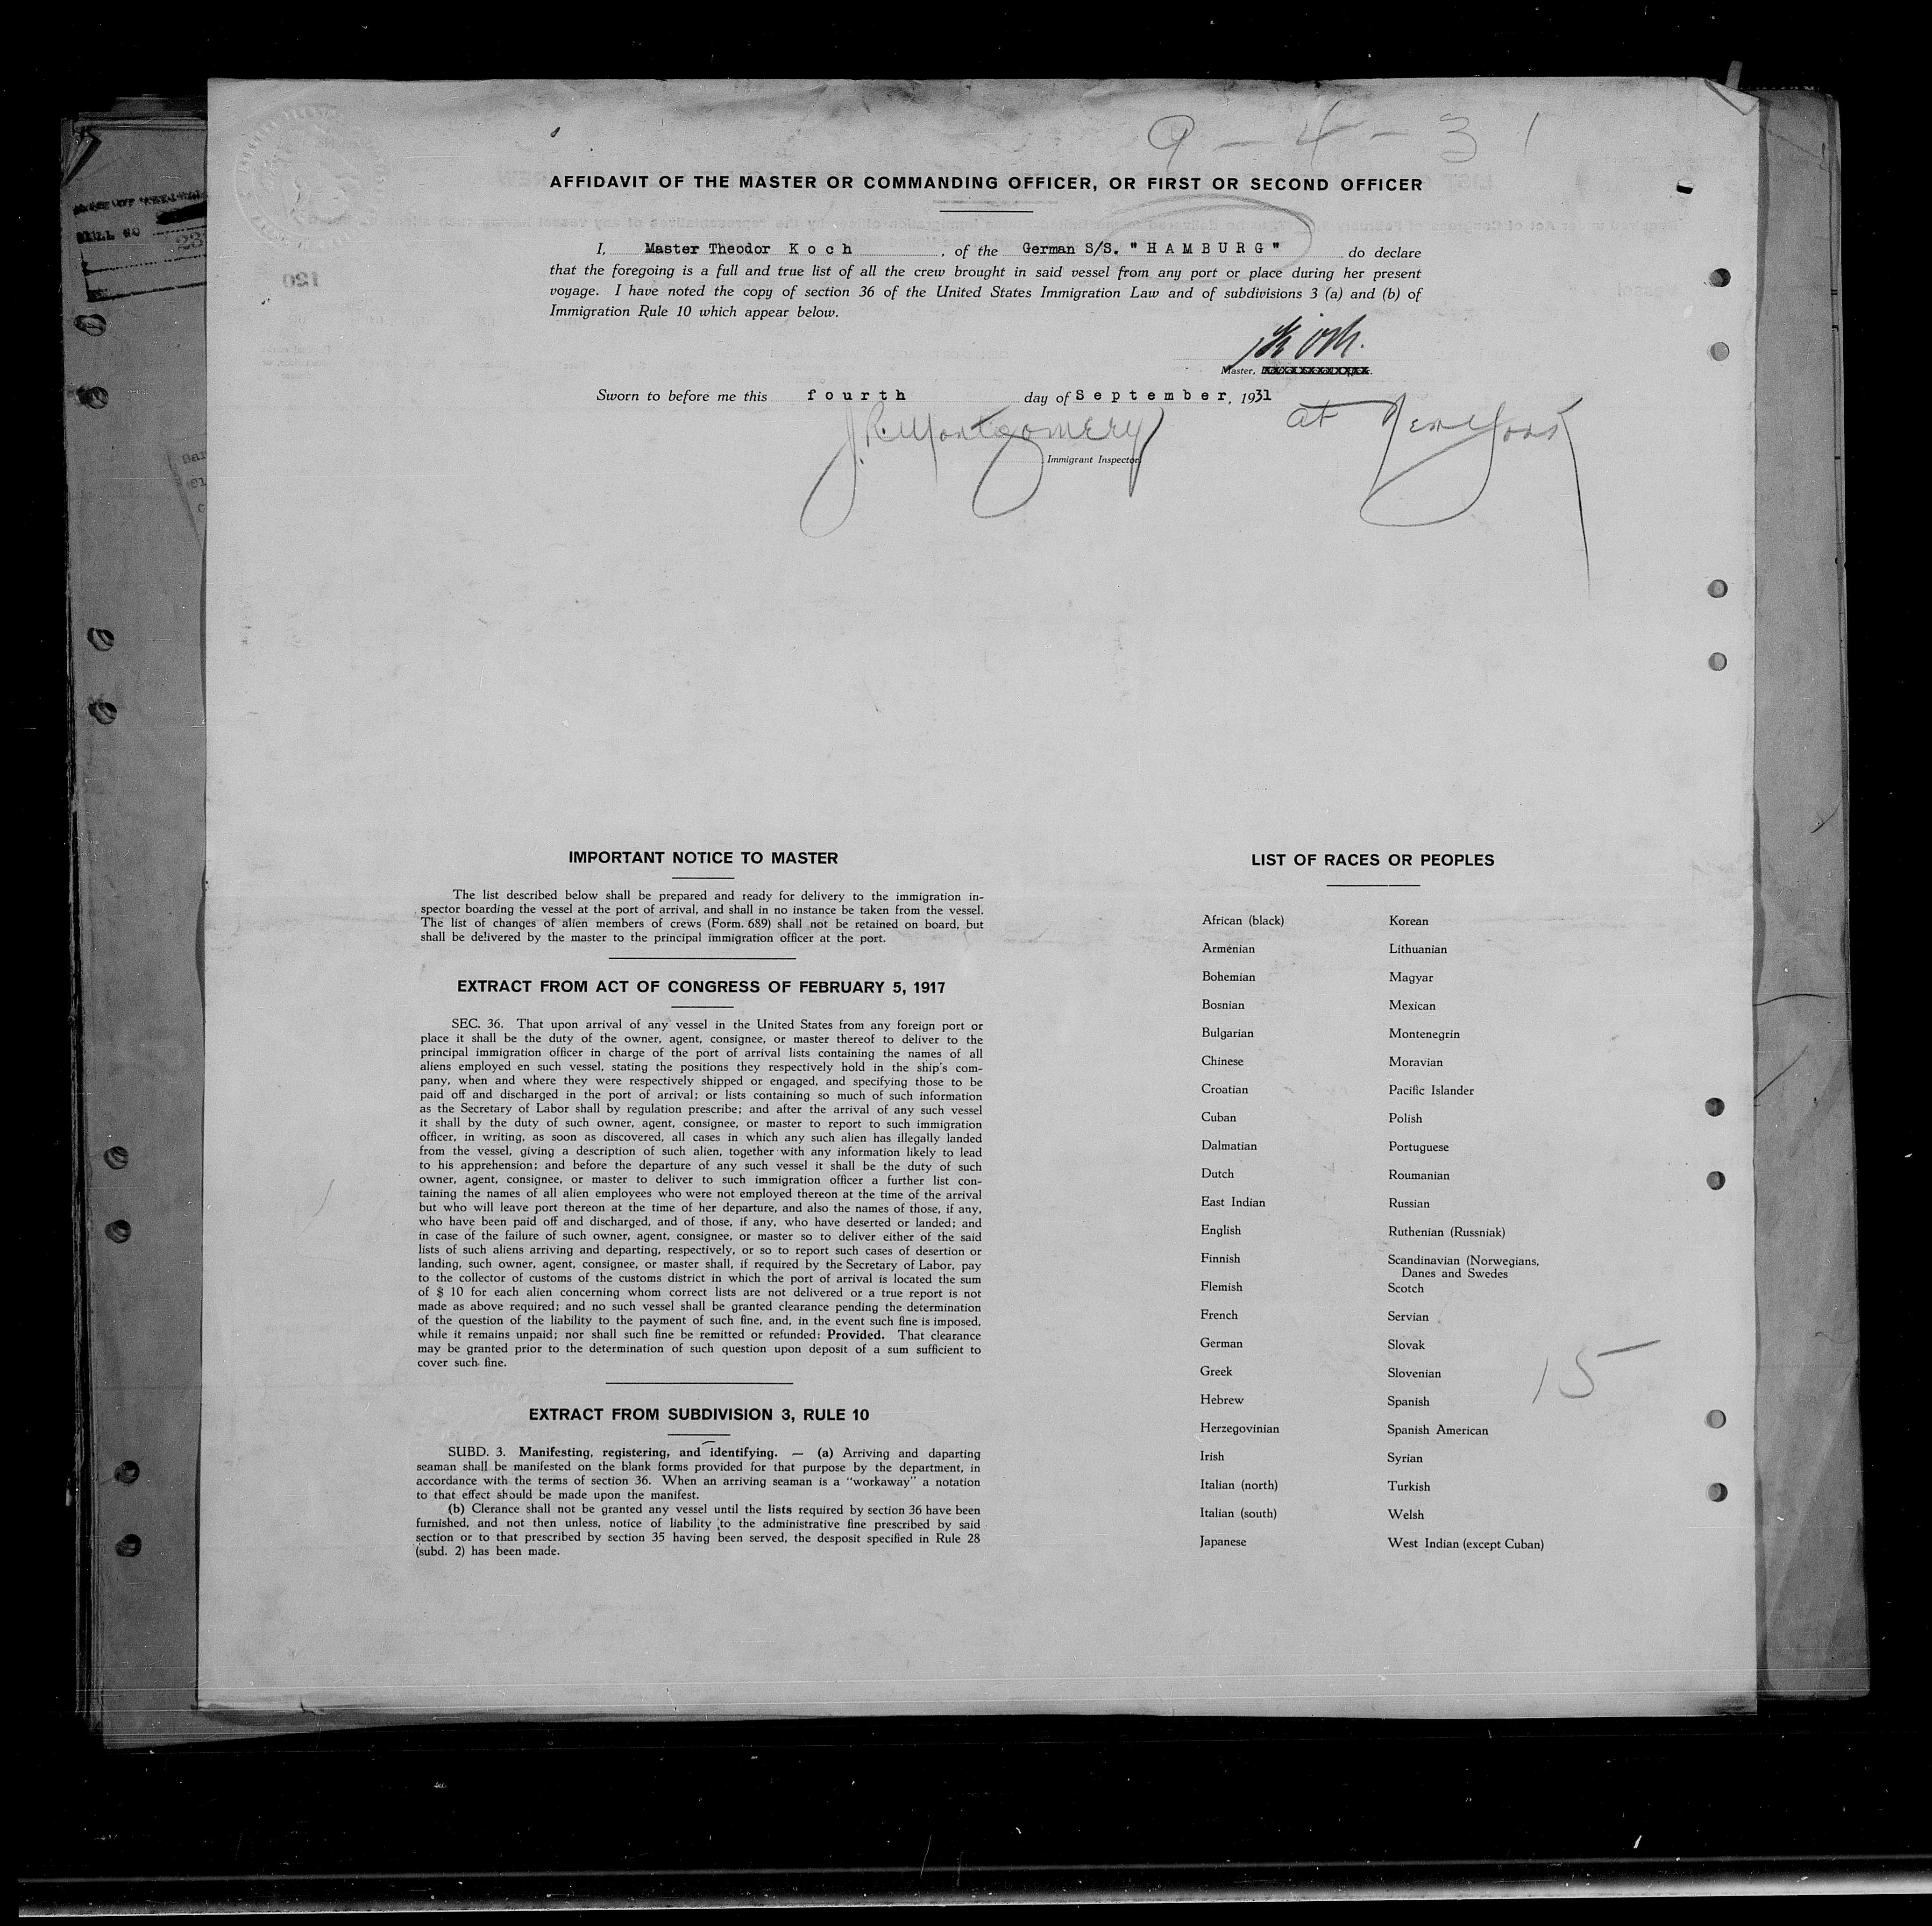 9-4-31
AFFIDAVIT OF THE MASTER OR COMMANDING OFFICER, OR FIRST OR SECOND OFFICER
I, Master Theodor Koch, of the German S/S. "HAMBURG" do declare
that the foregoing is a full and true list of all the crew brought in said vessel from any port or place during her present
voyage. I have noted the copy of section 36 of the United States Immigration Law and of subdivisions 3 (a) and (b) of
Immigration Rule 10 which appear below.
Koch.
Master,
Sworn to before me this fourth day of September, 1931 at New York
J. R. Montgomery
Immigrant Inspector
IMPORTANT NOTICE TO MASTER
The list described below shall be prepared and ready for delivery to the immigration in-
spector boarding the vessel at the port of arrival, and shall in no instance be taken from the vessel.
The list of changes of alien members of crews (Form. 689) shall not be retained on board, but
shall be delivered by the master to the principal immigration officer at the port.
EXTRACT FROM ACT OF CONGRESS OF FEBRUARY 5, 1917
SEC. 36. That upon arrival of any vessel in the United States from any foreign port or
place it shall be the duty of the owner, agent, consignee, or master thereof to deliver to the
principal immigration officer in charge of the port of arrival lists containing the names of all
aliens employed en such vessel, stating the positions they respectively hold in the ship's com-
pany, when and where they were respectively shipped or engaged, and specifying those to be
paid off and discharged in the port of arrival; or lists containing so much of such information
as the Secretary of Labor shall by regulation prescribe; and after the arrival of any such vessel
it shall by the duty of such owner, agent, consignee, or master to report to such immigration
officer, in writing, as soon as discovered, all cases in which any such alien has illegally landed
from the vessel, giving a description of such alien, together with any information likely to lead
to his apprehension; and before the departure of any such vessel it shall be the duty of such
owner, agent, consignee, or master to deliver to such immigration officer a further list con-
taining the names of all alien employees who were not employed thereon at the time of the arrival
but who will leave port thereon at the time of her departure, and also the names of those, if any,
who have been paid off and discharged, and of those, if any, who have deserted or landed; and
in case of the failure of such owner, agent, consignee, or master so to deliver either of the said
lists of such aliens arriving and departing, respectively, or so to report such cases of desertion or
landing, such owner, agent, consignee, or master shall, if required by the Secretary of Labor, pay
to the collector of customs of the customs district in which the port of arrival is located the sum
of $ 10 for each alien concerning whom correct lists are not delivered or a true report is not
made as above required; and no such vessel shall be granted clearance pending the determination
of the question of the liability to the payment of such fine, and, in the event such fine is imposed,
while it remains unpaid; nor shall such fine be remitted or refunded: Provided. That clearance
may be granted prior to the determination of such question upon deposit of a sum sufficient to
cover such fine.
EXTRACT FROM SUBDIVISION 3, RULE 10
SUBD. 3. Manifesting, registering, and identifying. — (a) Arriving and daparting
seaman shall be manifested on the blank forms provided for that purpose by the department, in
accordance with the terms of section 36. When an arriving seaman is a "workaway" a notation
to that effect should be made upon the manifest.
(b) Clerance shall not be granted any vessel until the lists required by section 36 have been
furnished, and not then unless, notice of liability to the administrative fine prescribed by said
section or to that prescribed by section 35 having been served, the desposit specified in Rule 28
(subd. 2) has been made.
LIST OF RACES OR PEOPLES
African (black)
Armenian
Bohemian
Bosnian
Bulgarian
Chinese
Croatian
Cuban
Dalmatian
Dutch
East Indian
English
Finnish
Flemish
French
German
Greek
Hebrew
Herzegovinian
Irish
Italian (north)
Italian (south)
Japanese
Korean
Lithuanian
Magyar
Mexican
Montenegrin
Moravian
Pacific Islander
Polish
Portuguese
Roumanian
Russian
Ruthenian (Russniak)
Scandinavian (Norwegians,
Danes and Swedes
Scotch
Servian
Slovak
Slovenian
Spanish
Spanish American
Syrian
Turkish
Welsh
West Indian (except Cuban)
15